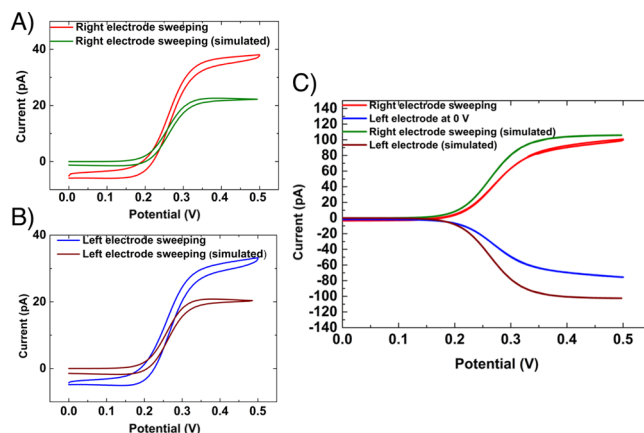 A)
Right electrode sweeping
Right electrode sweeping (simulated)
40
20
0
Current (pA)
0.0 0.1 0.2 0.3 0.4 0.5
Potential (V)
B)
Left electrode sweeping
Left electrode sweeping (simulated)
40
20
0
Current (pA)
0.0 0.1 0.2 0.3 0.4 0.5
Potential (V)
C)
Right electrode sweeping
Left electrode at 0 V
Right electrode sweeping (simulated)
Left electrode (simulated)
140
120
100
80
60
40
20
0
-20
-40
-60
-80
-100
-120
-140
Current (pA)
0.0 0.1 0.2 0.3 0.4 0.5
Potential (V)